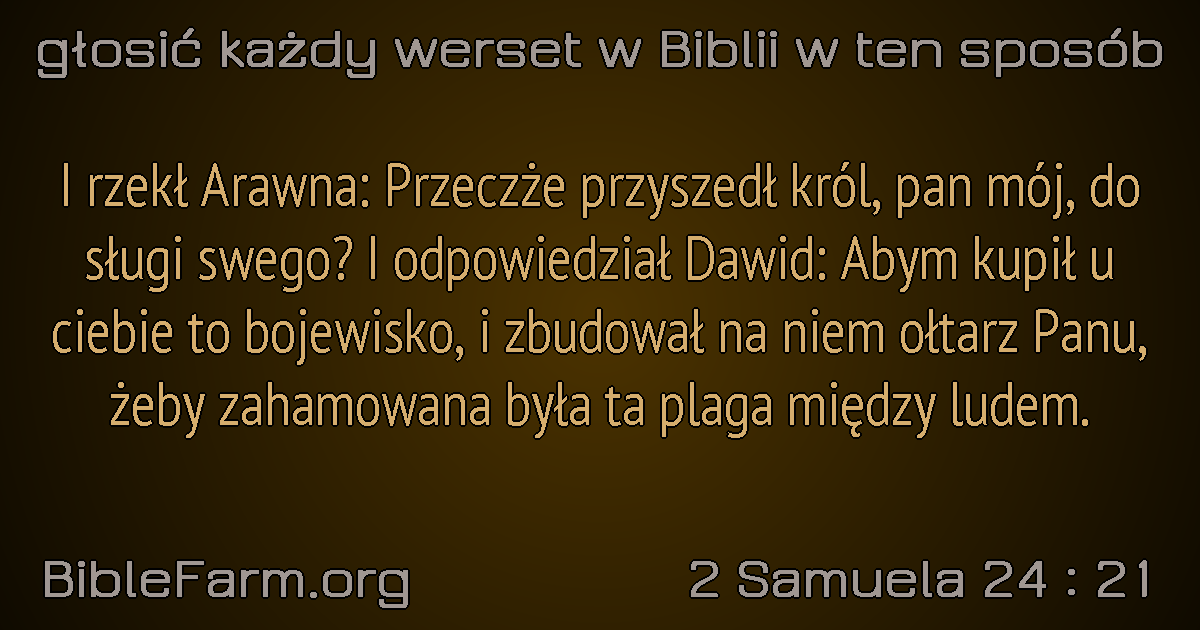 głosić każdy werset w Biblii w ten sposób
I rzekł Arawna: Przeczże przyszedł król, pan mój, do
sługi swego? I odpowiedział Dawid: Abym kupił u
ciebie to bojewisko, i zbudował na niem ołtarz Panu,
żeby zahamowana była ta plaga między ludem.
BibleFarm.org
2 Samuela 24 : 21